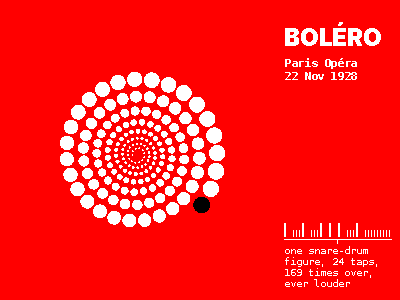 BOLÉRO
Paris Opéra
22 Nov 1928
one snare-drum
figure, 24 taps,
169 times over,
ever louder